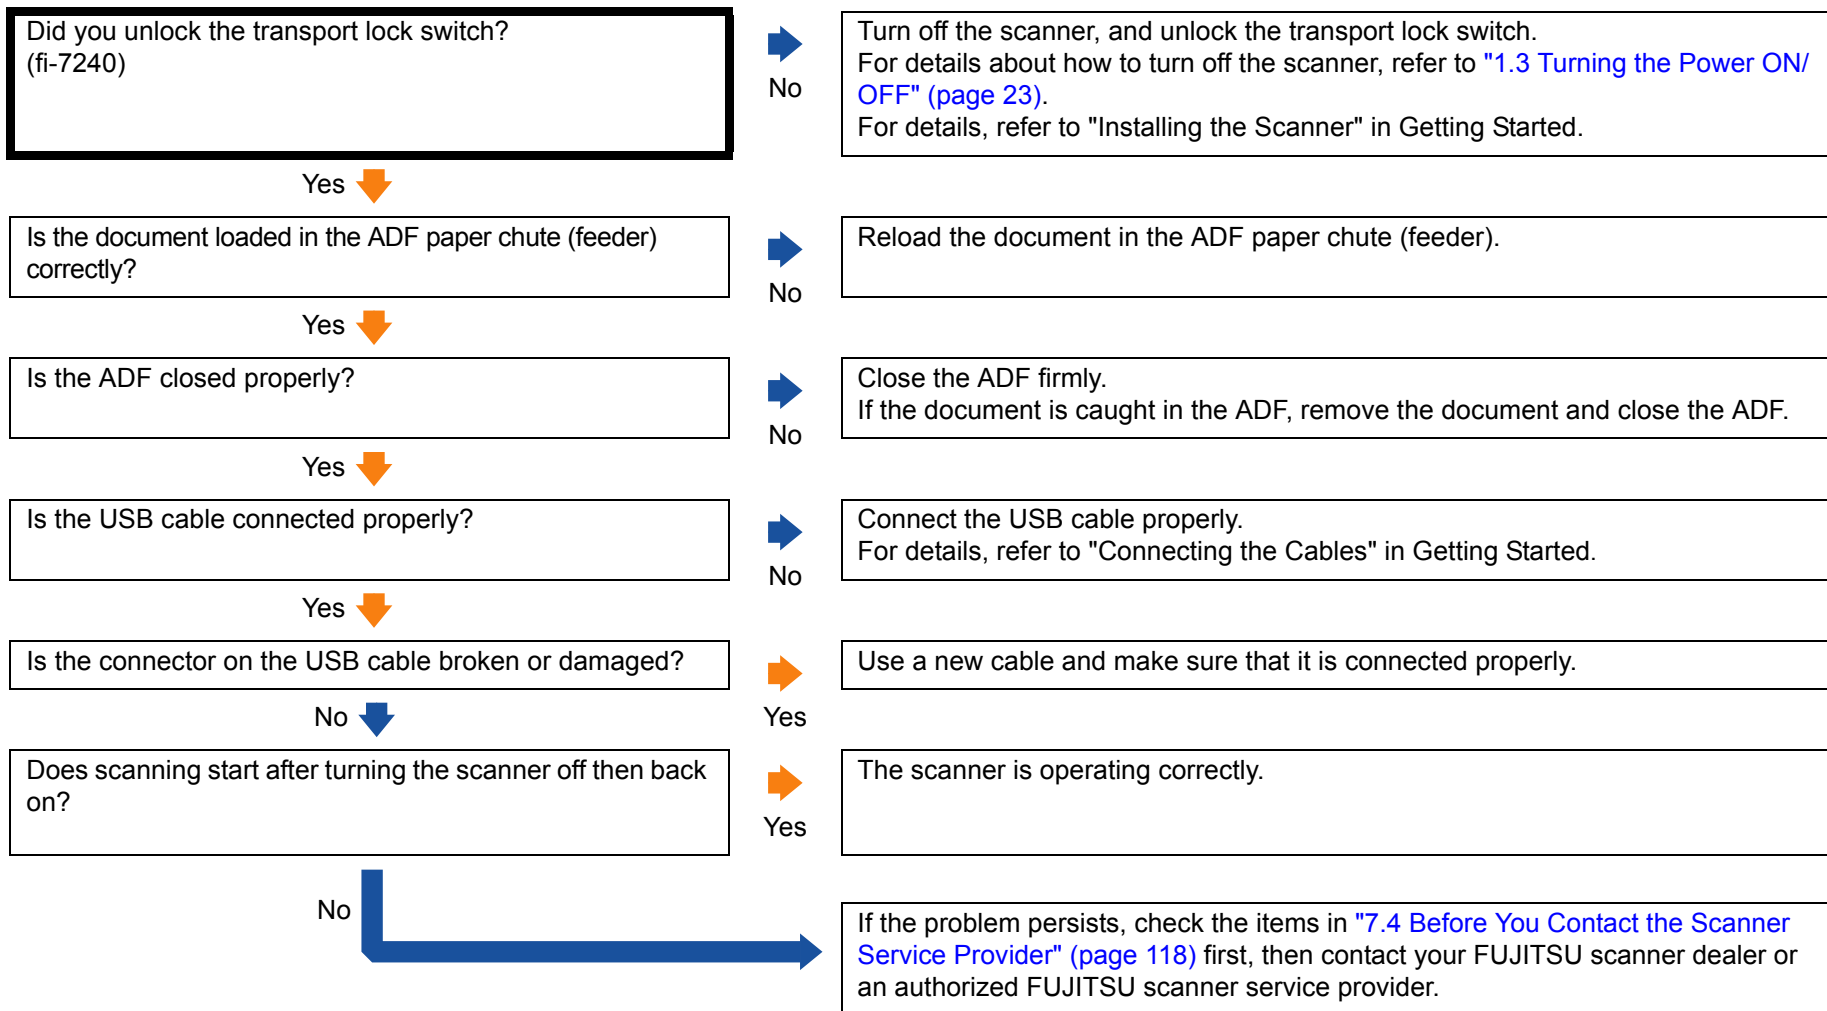 Did you unlock the transport lock switch?
(fi-7240)
No
Turn off the scanner, and unlock the transport lock switch.
For details about how to turn off the scanner, refer to "1.3 Turning the Power ON/
OFF" (page 23).
For details, refer to "Installing the Scanner" in Getting Started.
Yes
Is the document loaded in the ADF paper chute (feeder)
correctly?
No
Reload the document in the ADF paper chute (feeder).
Yes
Is the ADF closed properly?
No
Close the ADF firmly.
If the document is caught in the ADF, remove the document and close the ADF.
Yes
Is the USB cable connected properly?
No
Connect the USB cable properly.
For details, refer to "Connecting the Cables" in Getting Started.
Yes
Is the connector on the USB cable broken or damaged?
Yes
Use a new cable and make sure that it is connected properly.
No
Does scanning start after turning the scanner off then back
on?
Yes
The scanner is operating correctly.
No
If the problem persists, check the items in "7.4 Before You Contact the Scanner
Service Provider" (page 118) first, then contact your FUJITSU scanner dealer or
an authorized FUJITSU scanner service provider.